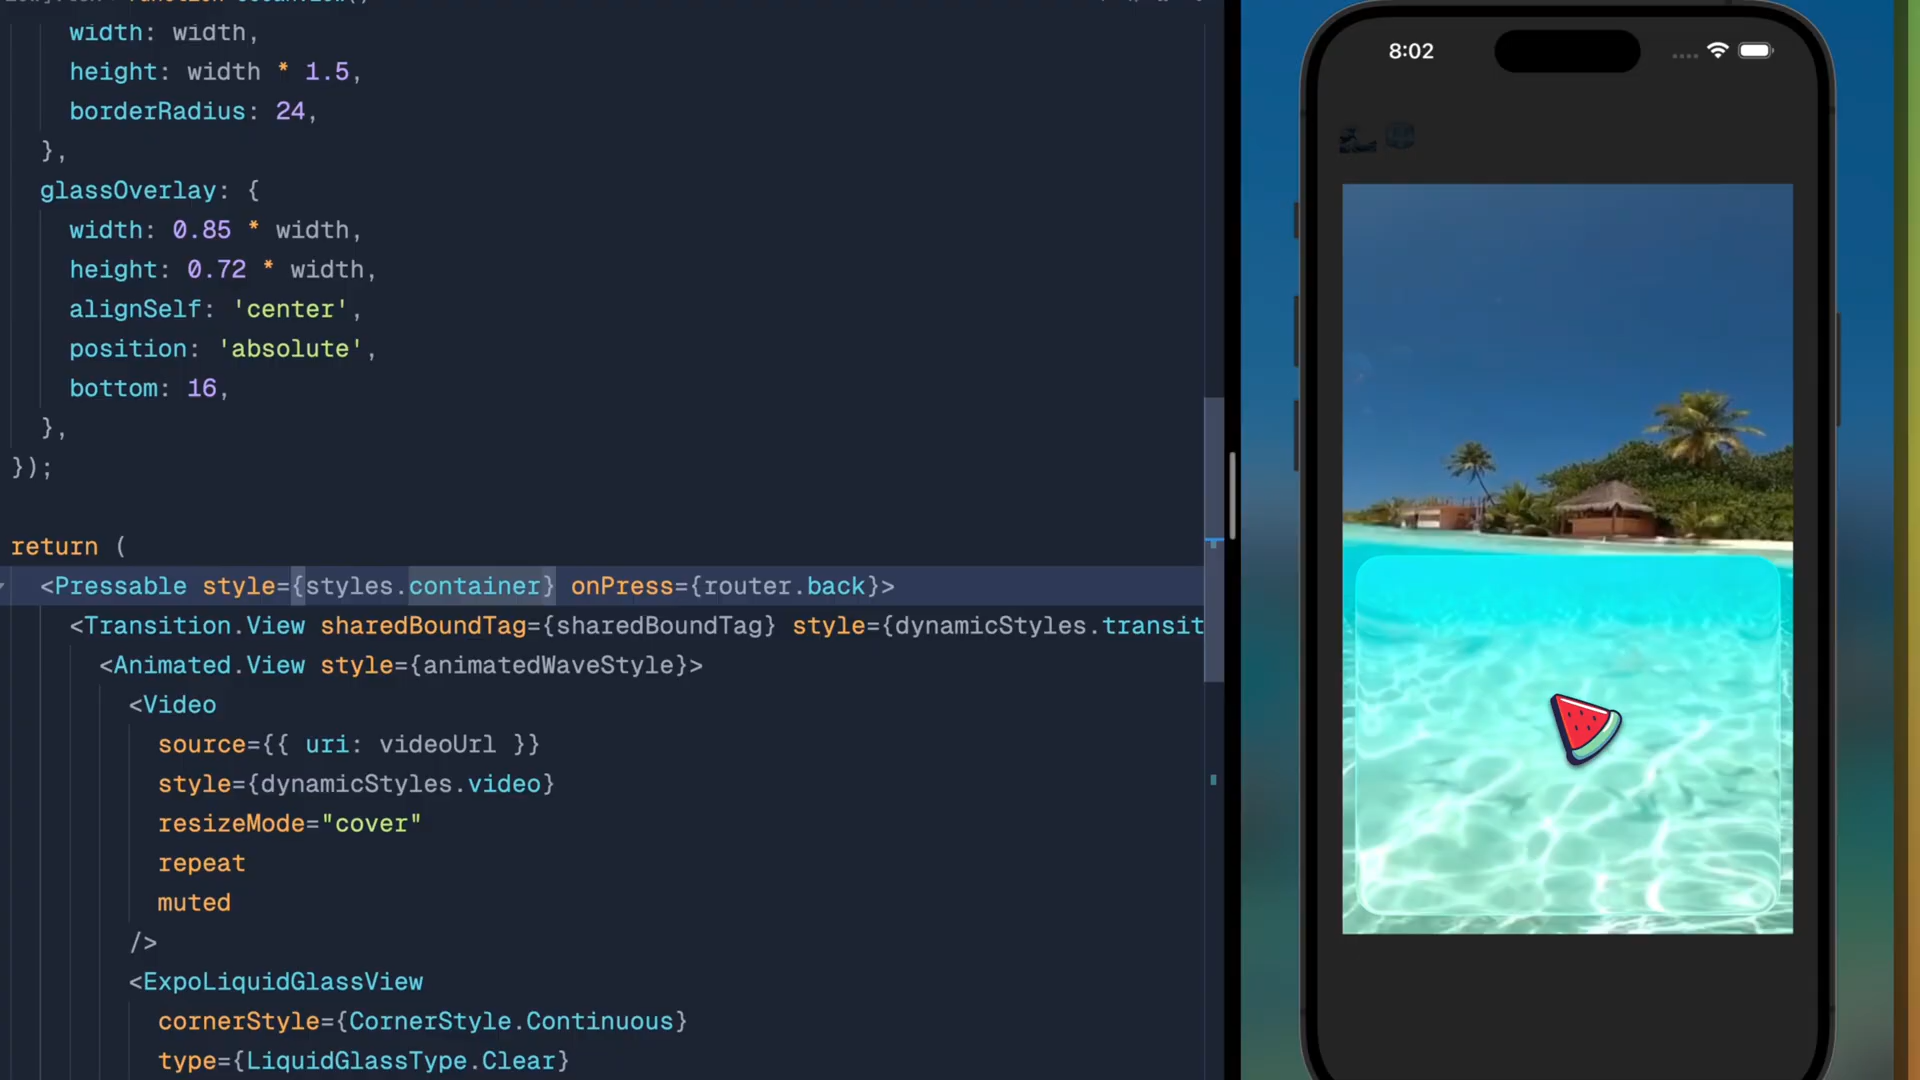 width: width,
height: width * 1.5,
borderRadius: 24,
},
glassOverlay: {
width: 0.85 * width,
height: 0.72 * width,
alignSelf: 'center',
position: 'absolute',
bottom: 16,
},
});
return (
<Pressable style={styles.container} onPress={router.back}>
<Transition.View sharedBoundTag={sharedBoundTag} style={dynamicStyles.transit
<Animated.View style={animatedWaveStyle}>
<Video
source={{ uri: videoUrl }}
style={dynamicStyles.video}
resizeMode="cover"
repeat
muted
/>
<ExpoLiquidGlassView
cornerStyle={CornerStyle.Continuous}
type={LiquidGlassType.Clear}
8:02